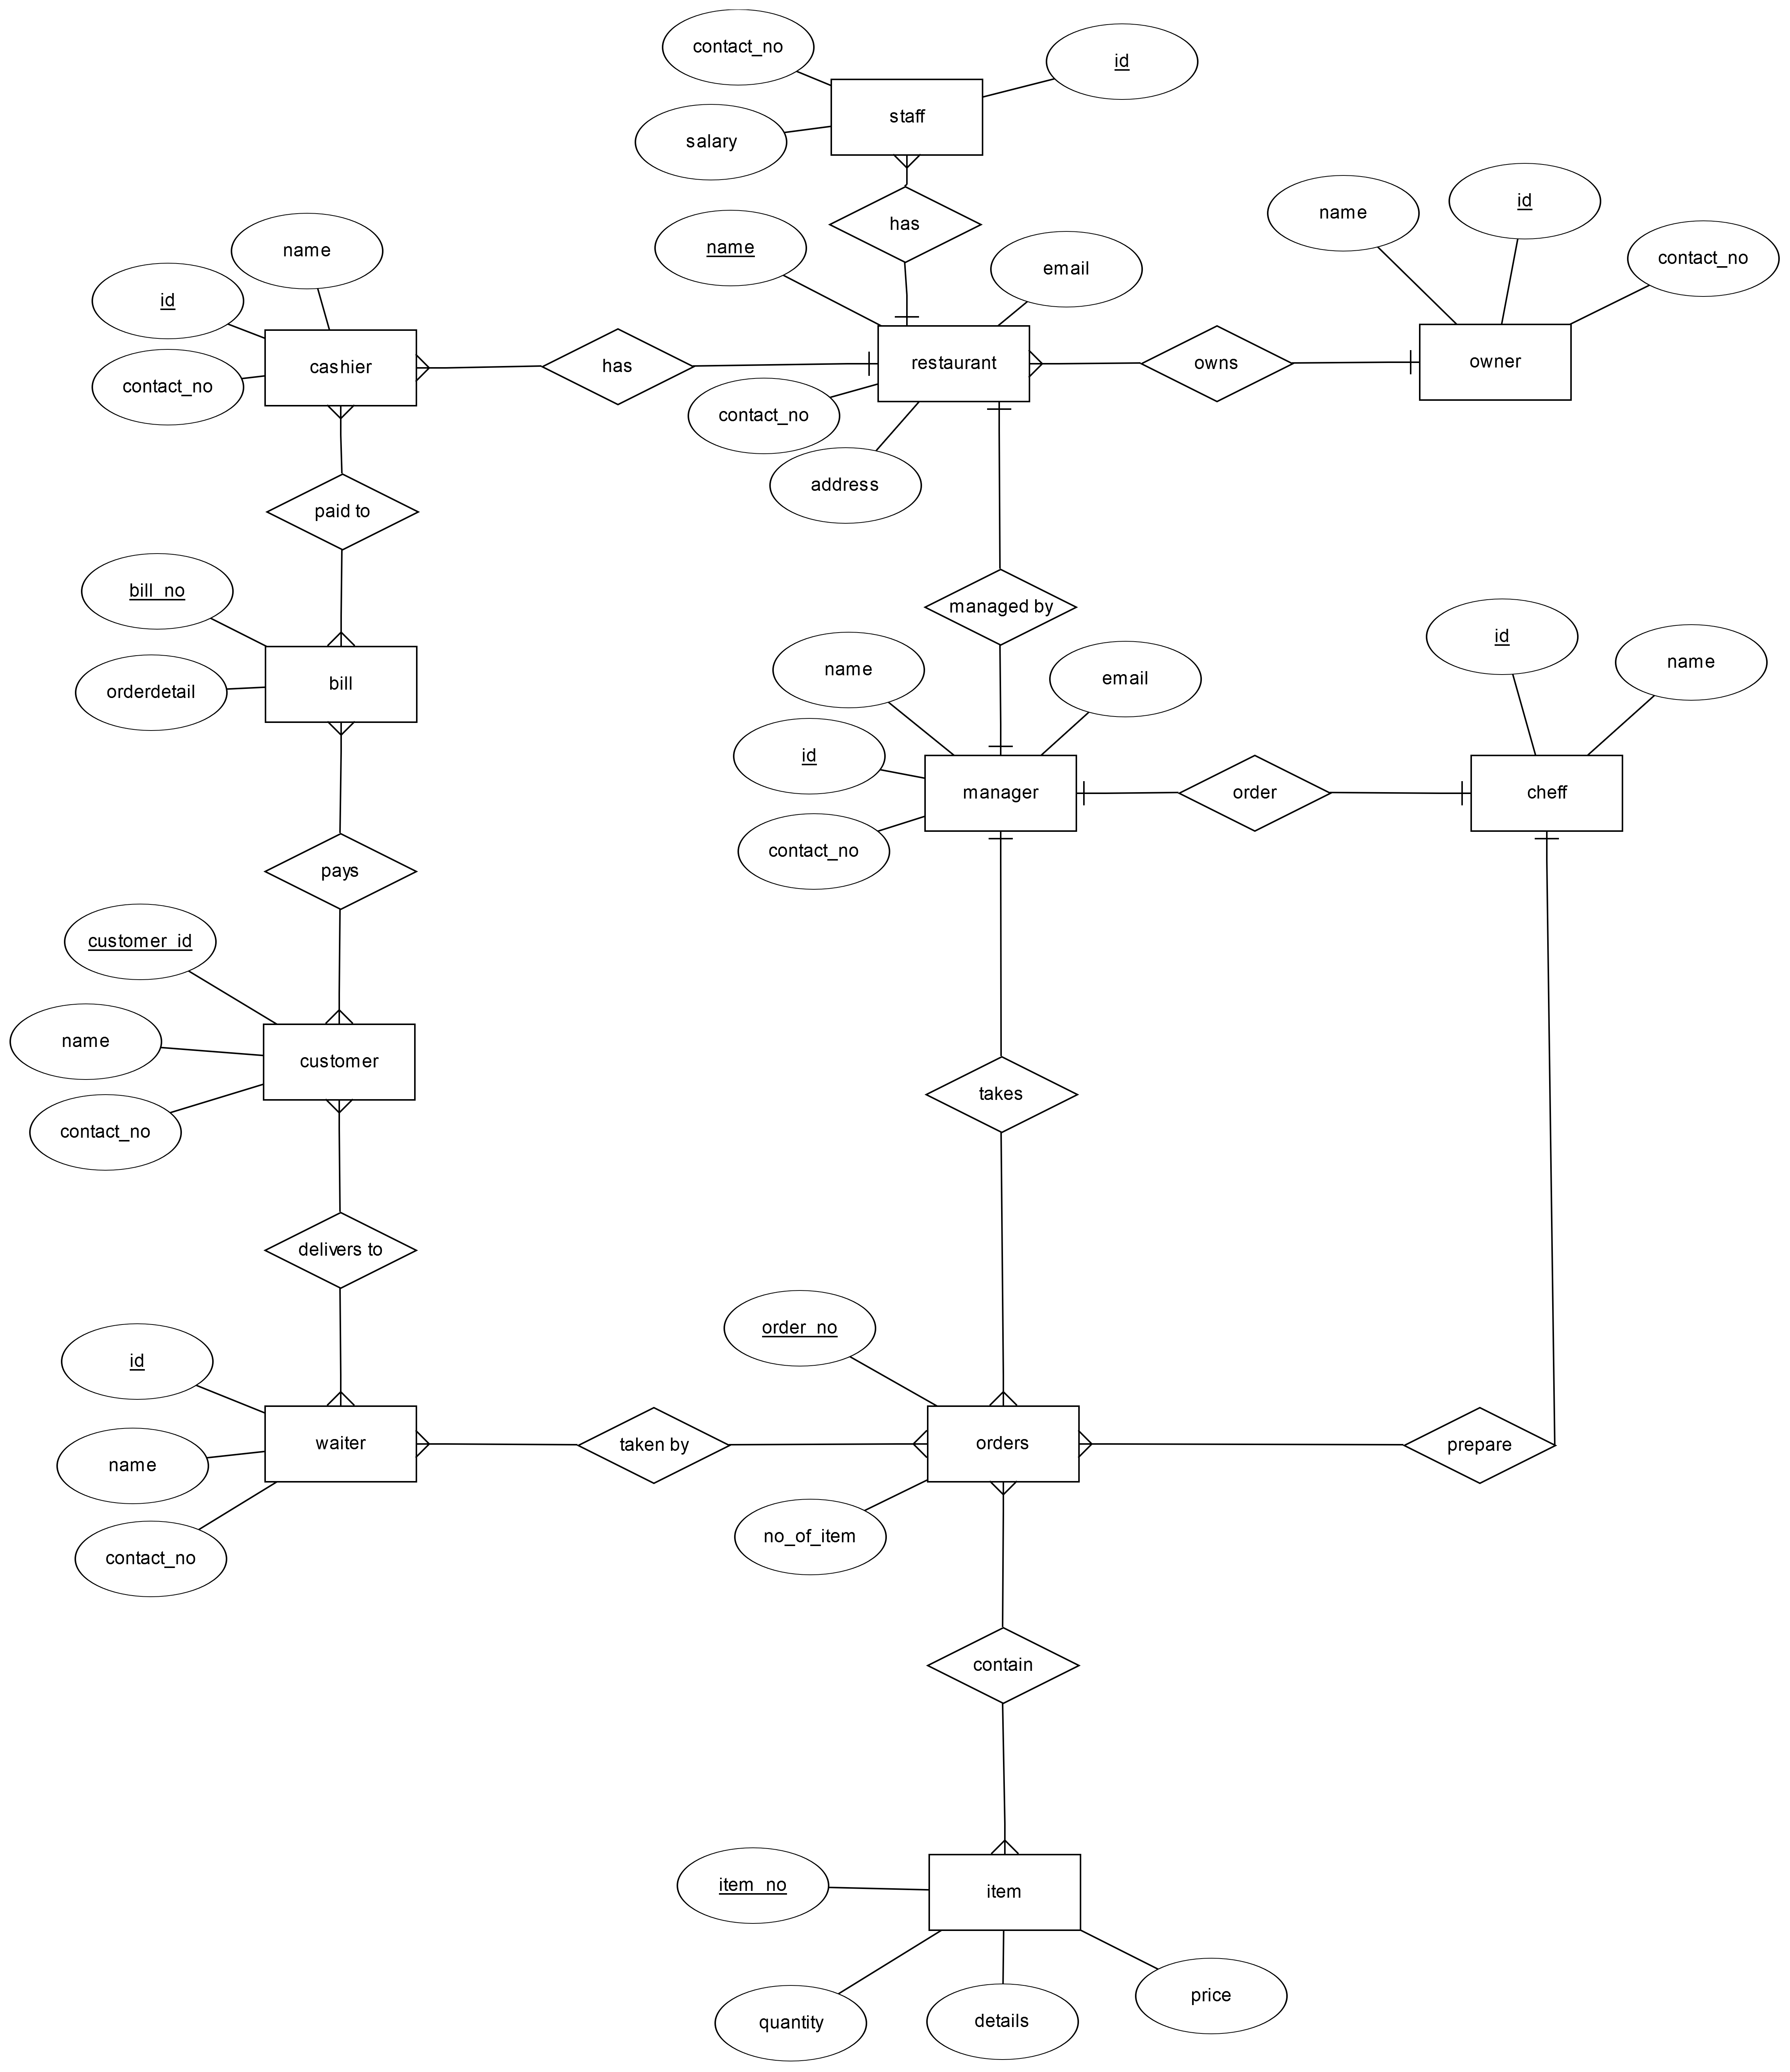 contact_no
id
staff
salary
has
name
id
name
email
contact_no
name
id
cashier
has
restaurant
owns
owner
contact_no
contact_no
address
paid to
bill_no
managed by
id
name
name
email
bill
orderdetail
id
manager
order
cheff
contact_no
pays
customer_id
name
customer
takes
contact_no
delivers to
order_no
id
waiter
taken by
orders
prepare
name
no_of_item
contact_no
contain
item_no
item
price
quantity
details